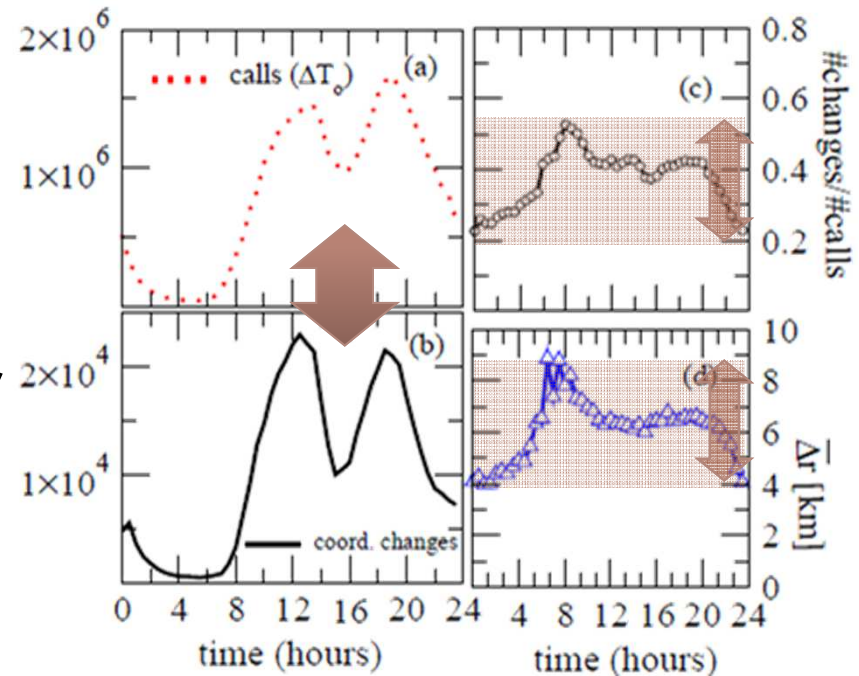 2×10⁶
calls (ΔTₒ)
(a)
1×10⁶
(b)
2×10⁴
1×10⁴
coord. changes
0 4 8 12 16 20 24
time (hours)
0.8
(c)
0.6
0.4
0.2
#changes/#calls
10
(d)
8
6
4
2
0
Δr [km]
4 8 12 16 20 24
time (hours)